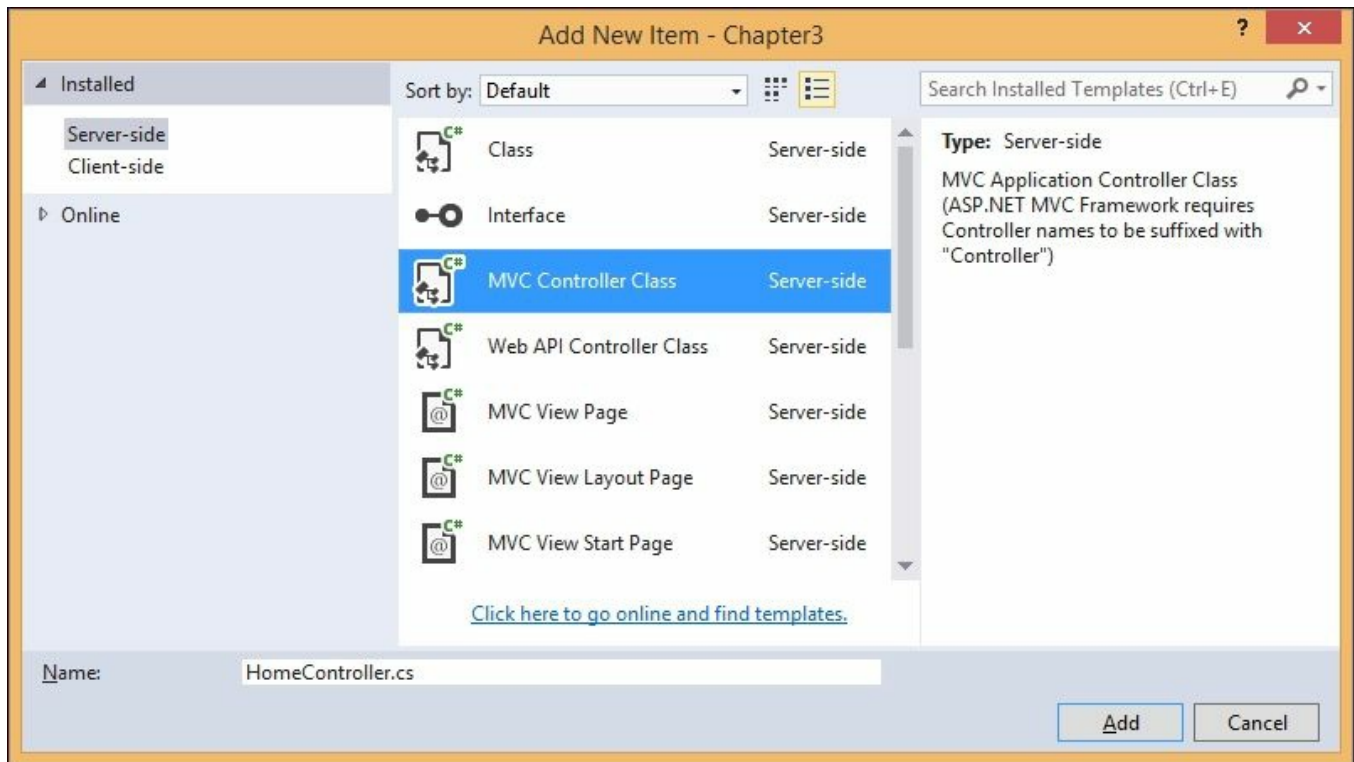 Add New Item - Chapter3
?
×
Installed
Server-side
Client-side
Online
Sort by: Default
Search Installed Templates (Ctrl+E)
C#
Class Server-side
Interface Server-side
C#
MVC Controller Class Server-side
C#
Web API Controller Class Server-side
C#
@
MVC View Page Server-side
C#
@
MVC View Layout Page Server-side
C#
@
MVC View Start Page Server-side
Click here to go online and find templates.
Type: Server-side
MVC Application Controller Class
(ASP.NET MVC Framework requires
Controller names to be suffixed with
"Controller")
Name: HomeController.cs
Add
Cancel